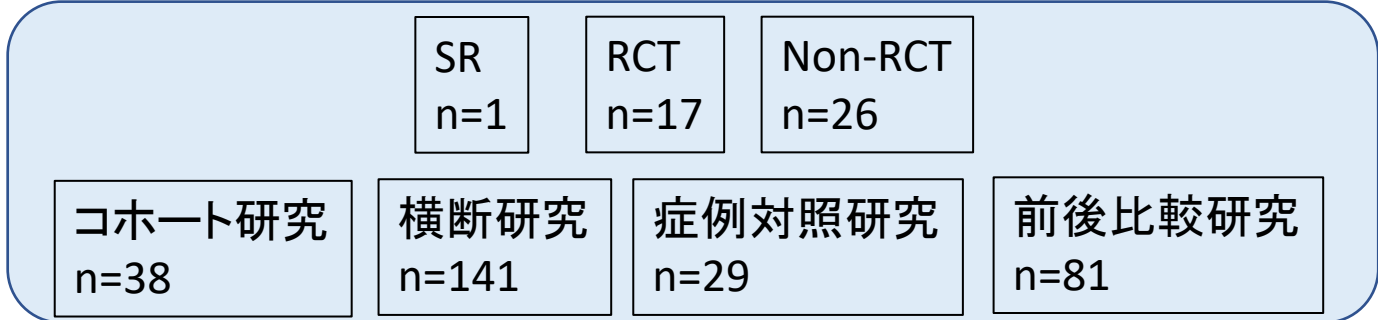 SR
n=1
RCT
n=17
Non-RCT
n=26
コホート研究
n=38
横断研究
n=141
症例対照研究
n=29
前後比較研究
n=81